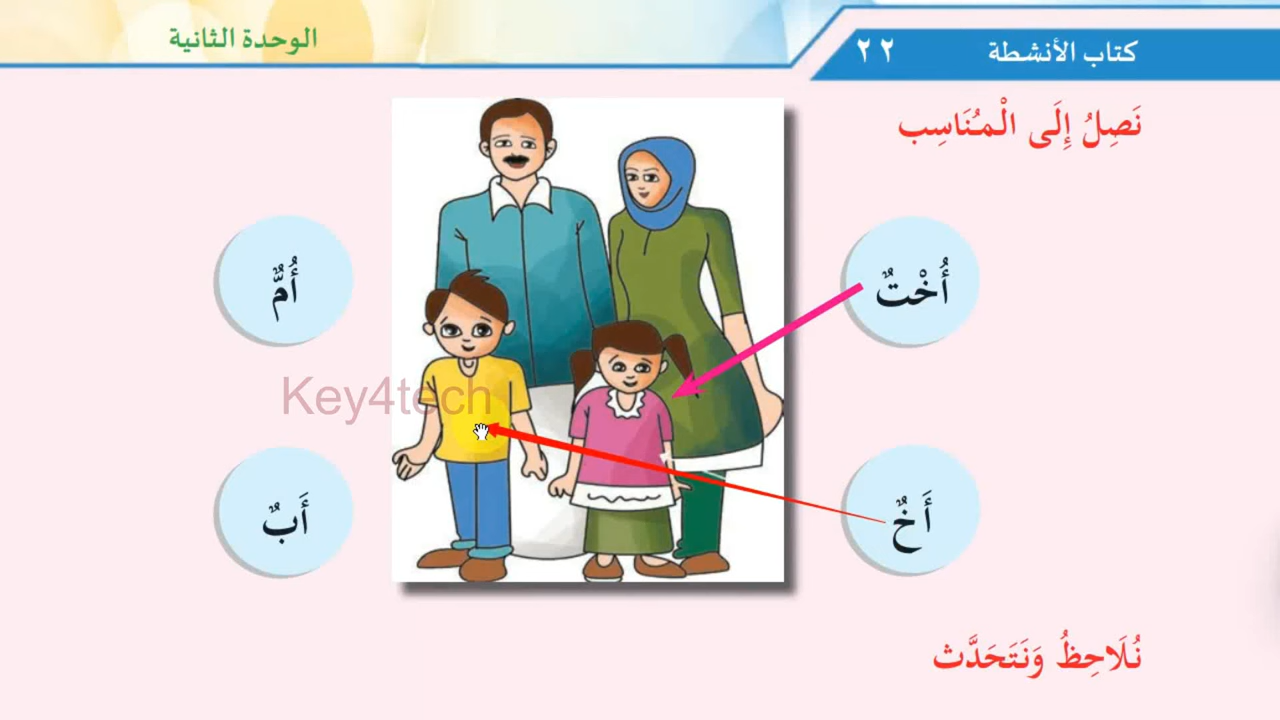 كتاب الأنشطة ٢٢
الوحدة الثانية
نَصِلُ إِلَى الْمُنَاسِب
أُخْتٌ
أُمٌّ
Key4tech
أَخٌ
أَبٌ
نُلَاحِظُ وَنَتَحَدَّث